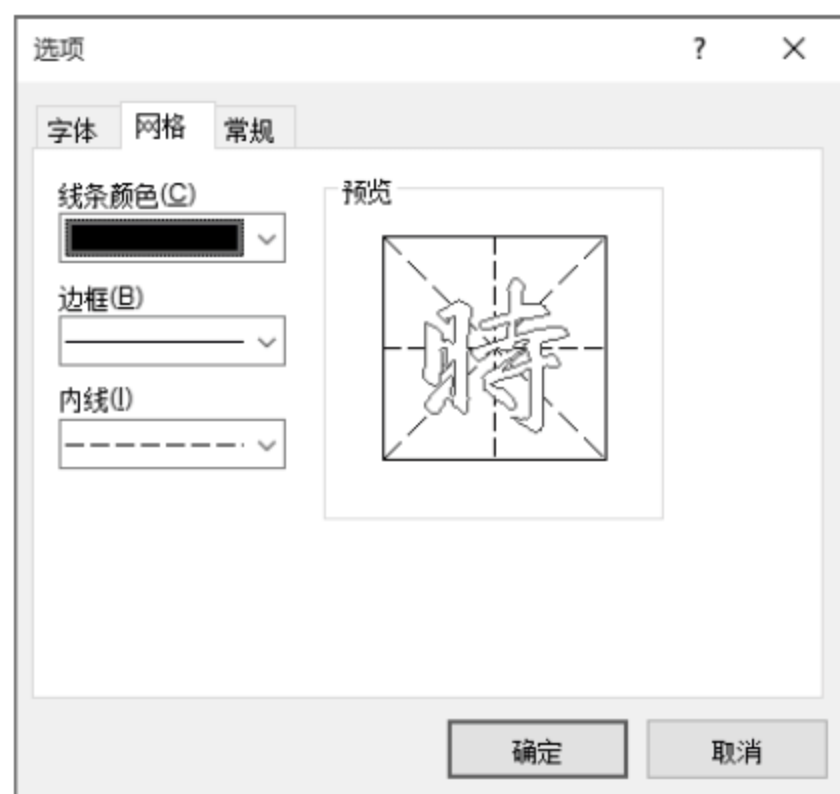 选项 ?
字体 网格 常规
线条颜色(C)
边框(B)
内线(I)
预览
時
确定 取消